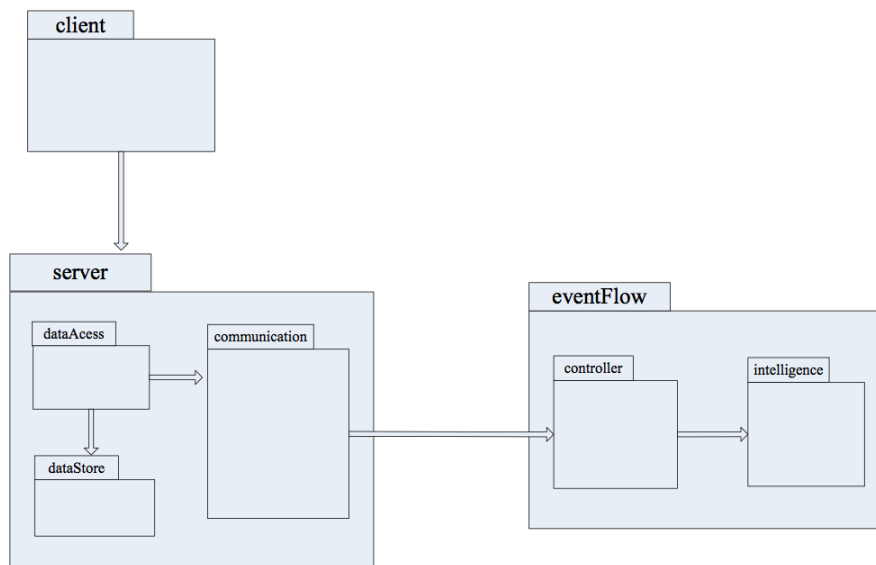 client
server
eventFlow
dataAcess
communication
controller
intelligence
dataStore